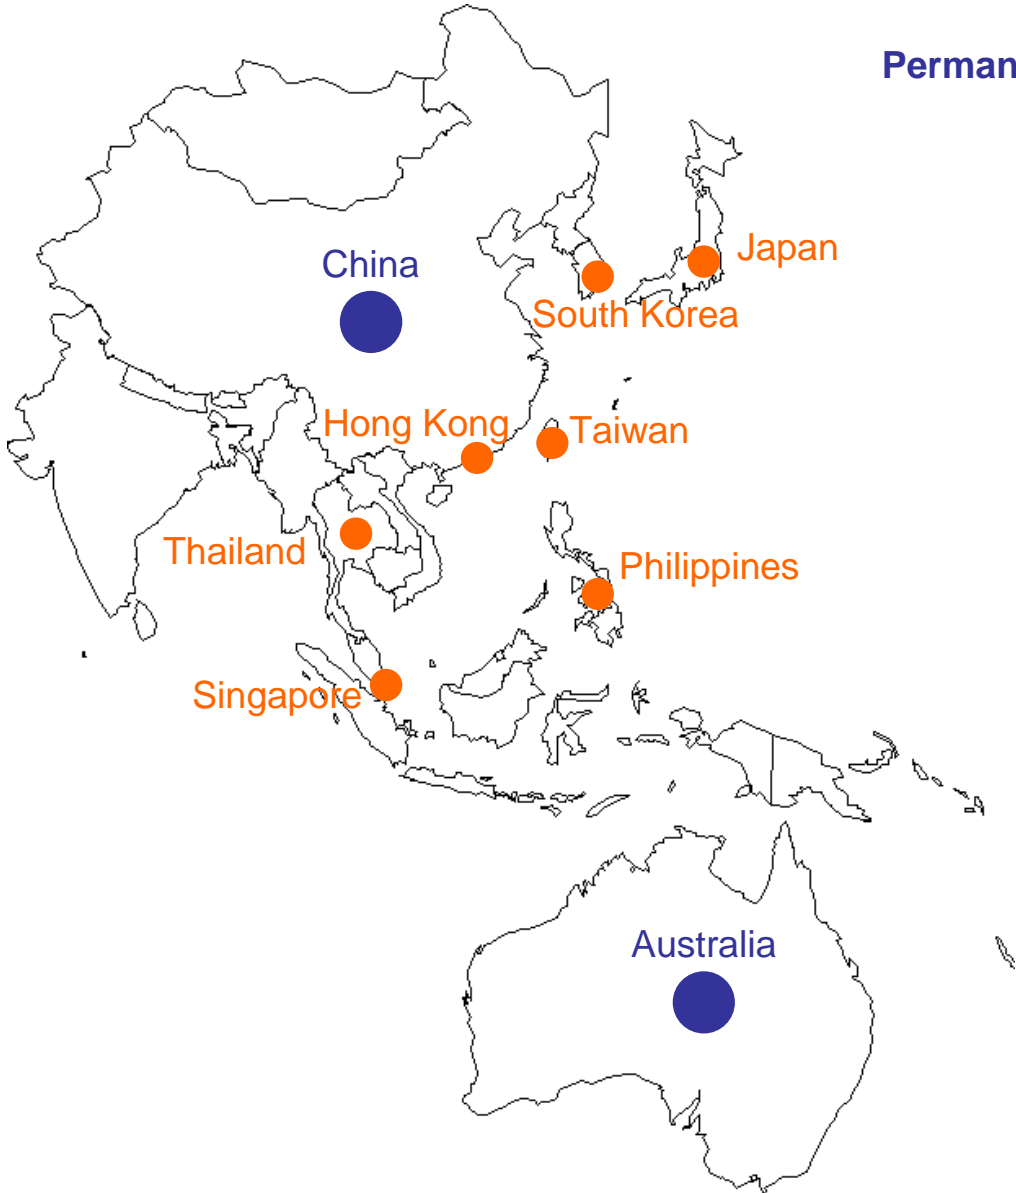 Perman
Japan
China
South Korea
Hong Kong
Taiwan
Thailand
Philippines
Singapore
Australia